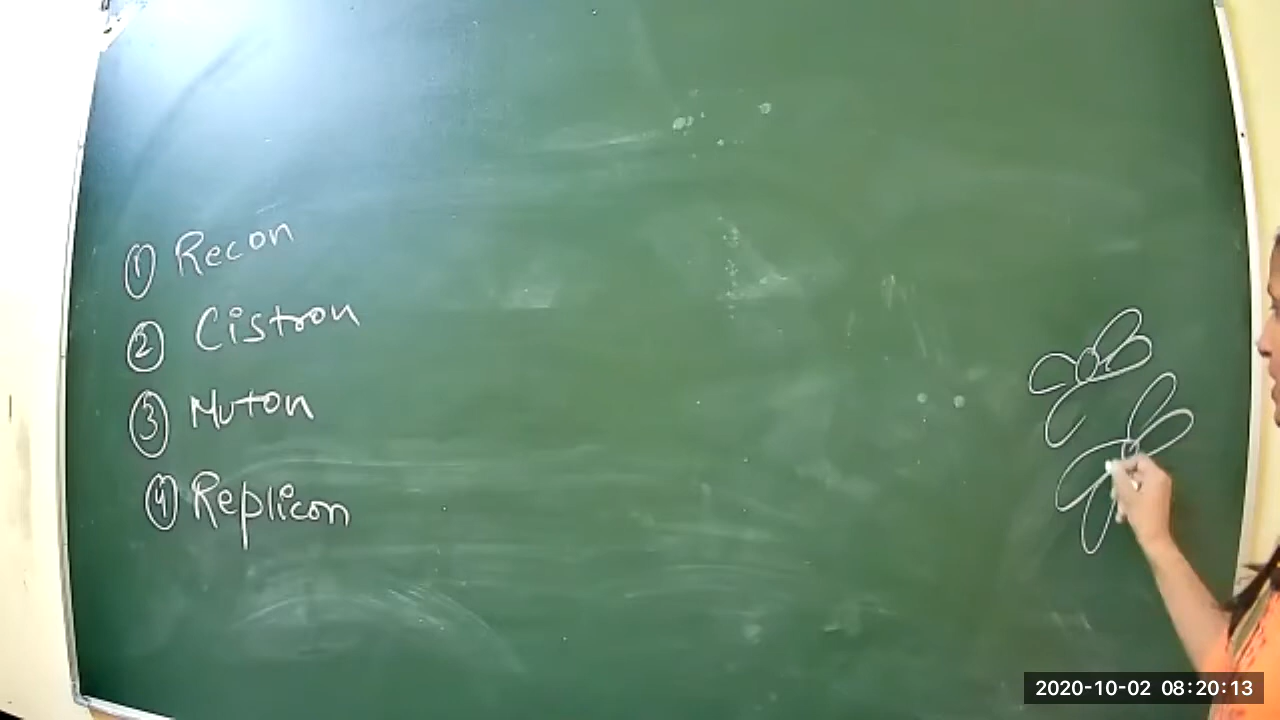 ① Recon
② Cistron
③ Muton
④ Replicon
2020-10-02 08:20:13